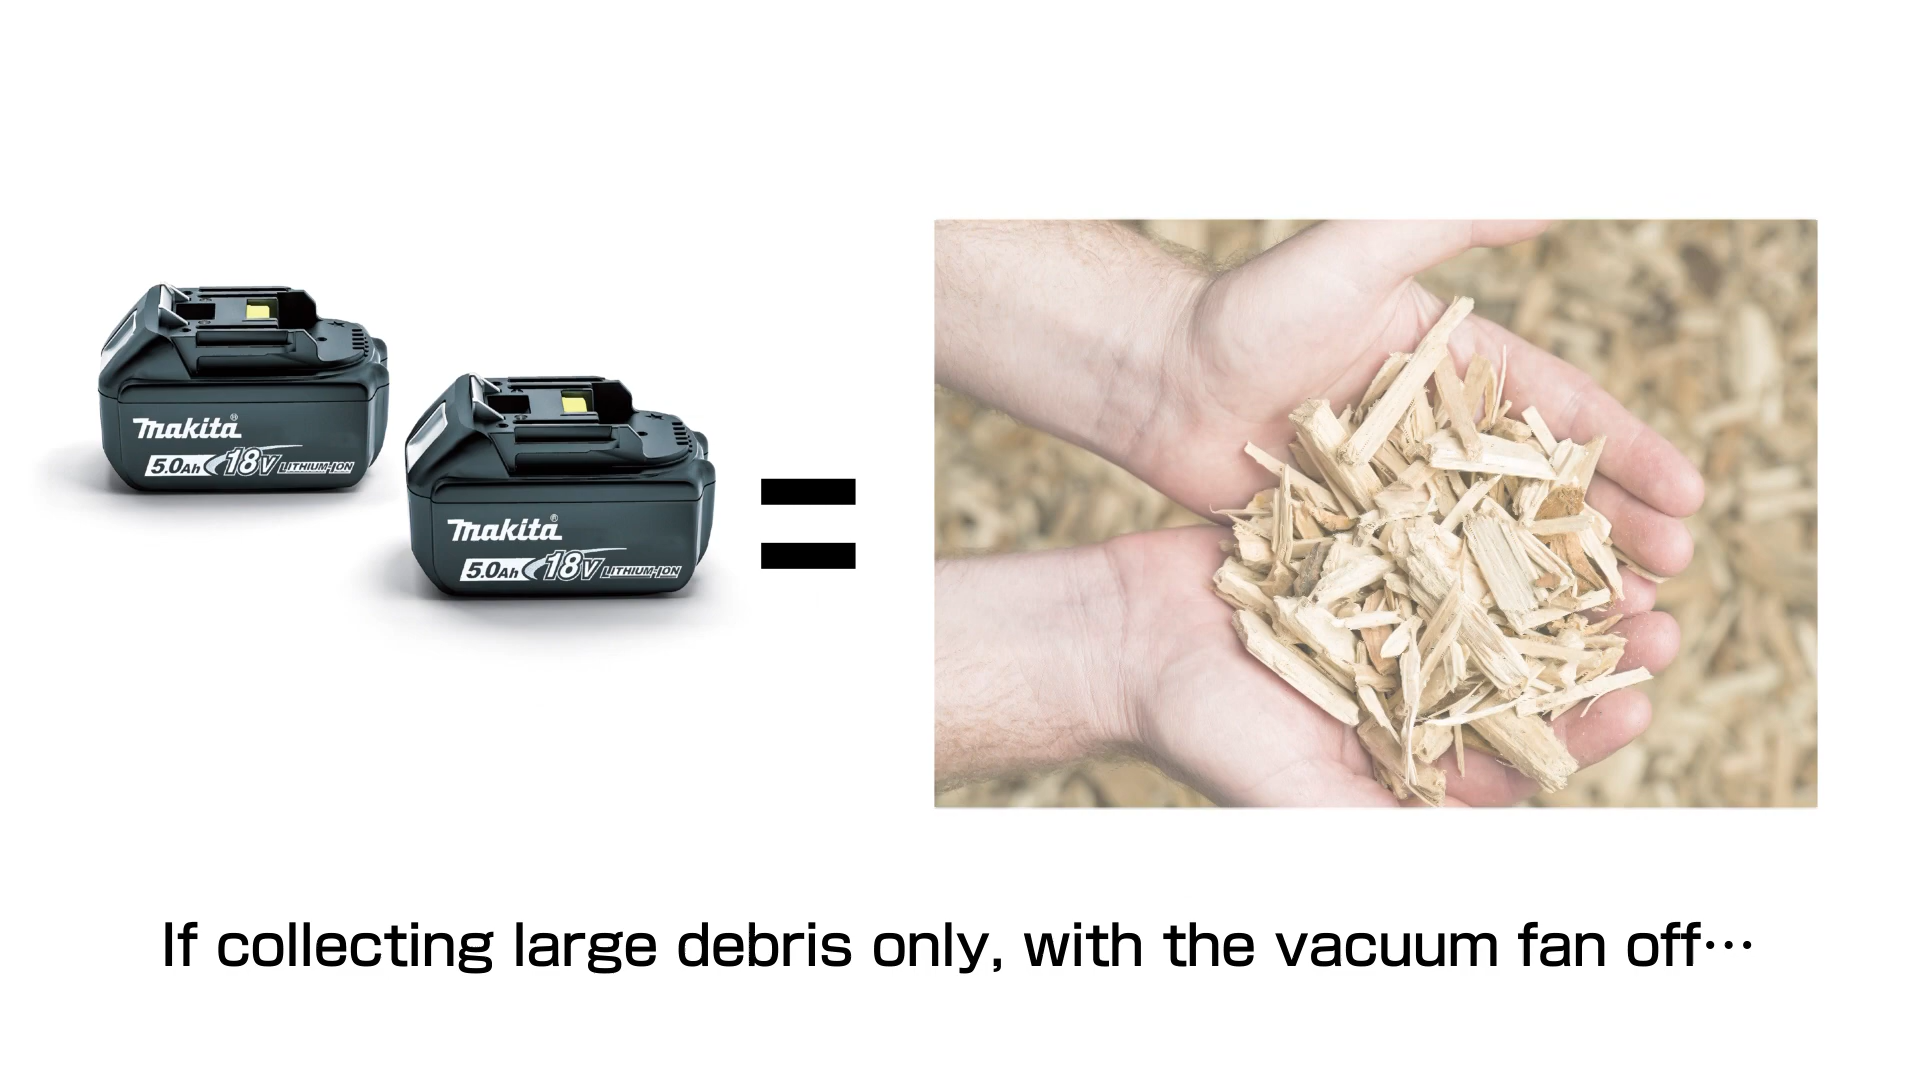 makita®
5.0Ah 18V LITHIUM-ION
makita®
5.0Ah 18V LITHIUM-ION
If collecting large debris only, with the vacuum fan off…